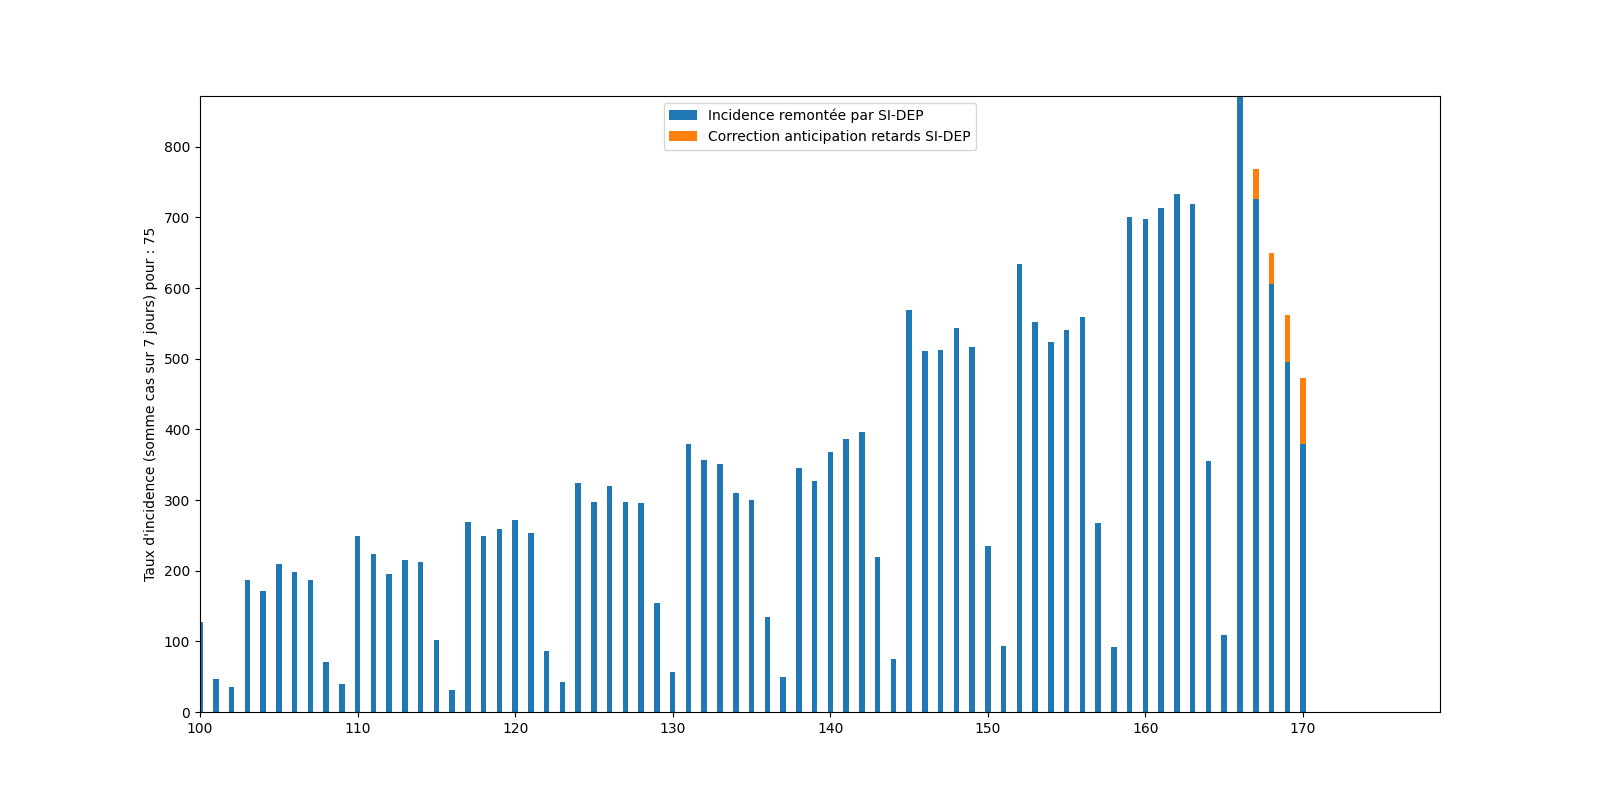 Incidence remontée par SI-DEP
Correction anticipation retards SI-DEP
Taux d'incidence (somme cas sur 7 jours) pour : 75
800
700
600
500
400
300
200
100
0
100 110 120 130 140 150 160 170